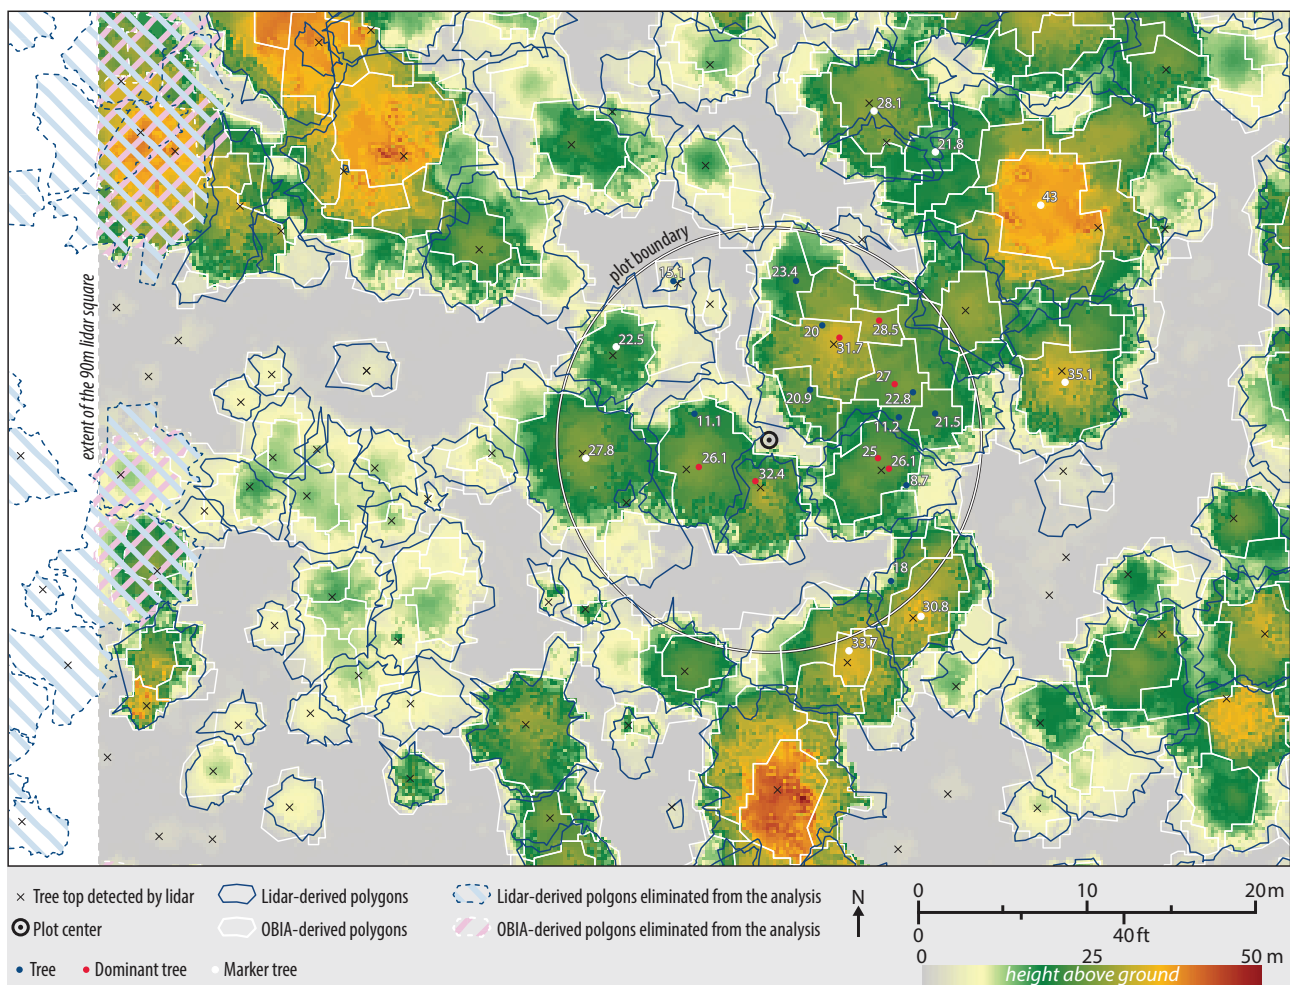 28.1
21.8
43
plot boundary
15.1
23.4
extent of the 90m lidar square
20
28.5
22.5
31.7
27
35.1
20.9
22.8
11.1
11.2
21.5
27.8
26.1
25
26.1
32.4
8.7
18
30.8
33.7
Tree top detected by lidar
Lidar-derived polygons
Lidar-derived polgons eliminated from the analysis
N
0 10 20 m
Plot center
OBIA-derived polygons
OBIA-derived polgons eliminated from the analysis
0 40 ft
Tree
Dominant tree
Marker tree
0 25 50 m
height above ground